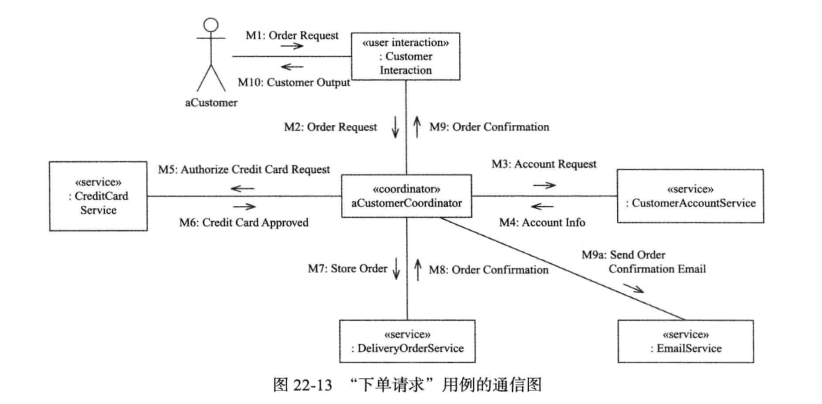 M1: Order Request
«user interaction»
: Customer
Interaction
M10: Customer Output
aCustomer
M2: Order Request
M9: Order Confirmation
M5: Authorize Credit Card Request
M3: Account Request
«service»
: CreditCard
Service
«coordinator»
aCustomerCoordinator
«service»
: CustomerAccountService
M6: Credit Card Approved
M4: Account Info
M7: Store Order
M8: Order Confirmation
M9a: Send Order
Confirmation Email
«service»
: DeliveryOrderService
«service»
: EmailService
图 22-13 “下单请求”用例的通信图